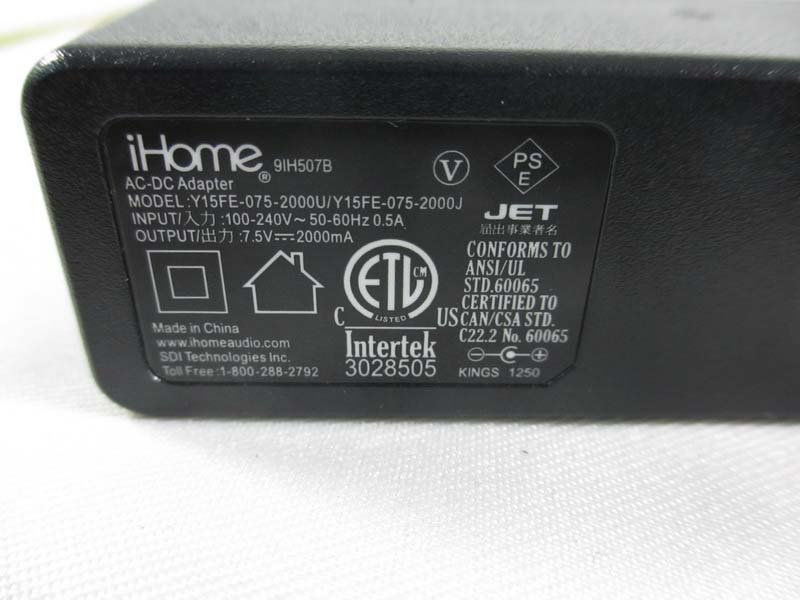 iHome® 9IH507B
AC-DC Adapter
MODEL:Y15FE-075-2000U/Y15FE-075-2000J
INPUT/入力:100-240V~50-60Hz 0.5A
OUTPUT/出力:7.5V⎓2000mA
V
PS
E
JET
届出事業者名
CONFORMS TO
ANSI/UL
STD.60065
CERTIFIED TO
CAN/CSA STD.
C22.2 No. 60065
ETL CM
LISTED
C US
Intertek
3028505
Made in China
www.ihomeaudio.com
SDI Technologies Inc.
Toll Free:1-800-288-2792
KINGS 1250